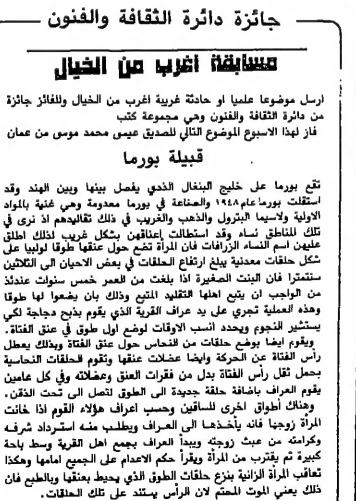 جائزة دائرة الثقافة والفنون
مسابقة اغرب من الخيال
ارسل موضوعا علميا او حادثة غريبة اغرب من الخيال وللفائز جائزة
من دائرة الثقافة والفنون وهي مجموعة كتب
فاز لهذا الاسبوع الموضوع التالي للصديق عيسى محمد موسى من عمان
قبيلة بورما
تقع بورما على خليج البنغال الذي يفصل بينها وبين الهند وقد
استقلت بورما عام ١٩٤٨ والصناعة في بورما معدومة وهي غنية بالمواد
الاولية ولاسيما البترول والذهب والغريب في ذلك تقاليدهم اذ نرى في
تلك المناطق نساء وقد استطالت اعناقهن بشكل غريب لذلك اطلق
عليهن اسم النساء الزرافات فان المرأة تضع حول عنقها طوقا لولبيا على
شكل حلقات معدنية يبلغ ارتفاع الحلقات في بعض الاحيان الى الثلاثين
سنتمترا فان البنت الصغيرة اذا بلغت من العمر خمس سنوات عندئذ
من الواجب ان يتبع اهلها التقليد المتبع وذلك بان يضعوا لها طوقا
وهذه العملية تجري على يد عراف القرية الذي يقوم بذبح دجاجة لكي
يستشير النجوم ويحدد انسب الاوقات لوضع اول طوق في عنق الفتاة.
ويقوم ايضا بوضع حلقات من النحاس حول عنق الفتاة وبذلك يعطل
رأس الفتاة عن الحركة وايضا عضلات عنقها وتقوم الحلقات النحاسية
بحمل ثقل رأس الفتاة بدل من فقرات العنق وعضلاته وفي كل عامين
يقوم العراف باضافة حلقة جديدة الى الطوق لتصل الى تحت الذقن.
وهناك أطواق اخرى للساقين وحسب اعراف هؤلاء القوم اذا خانت
المرأة زوجها فانه يأخذها الى العراف ويطلب منه استرداد شرفه
وكرامته من عبث زوجته ويبدأ العراف بجمع اهل القرية وسط باحة
كبيرة ثم يقترب من المرأة ويقرأ حكم الاعدام على الجميع امامها وهكذا
تعاقب المرأة الزانية بنزع حلقات الطوق الذي يحيط بعنقها وبالطبع فان
ذلك يعني الموت المحتم لان الرأس يستند على تلك الحلقات.